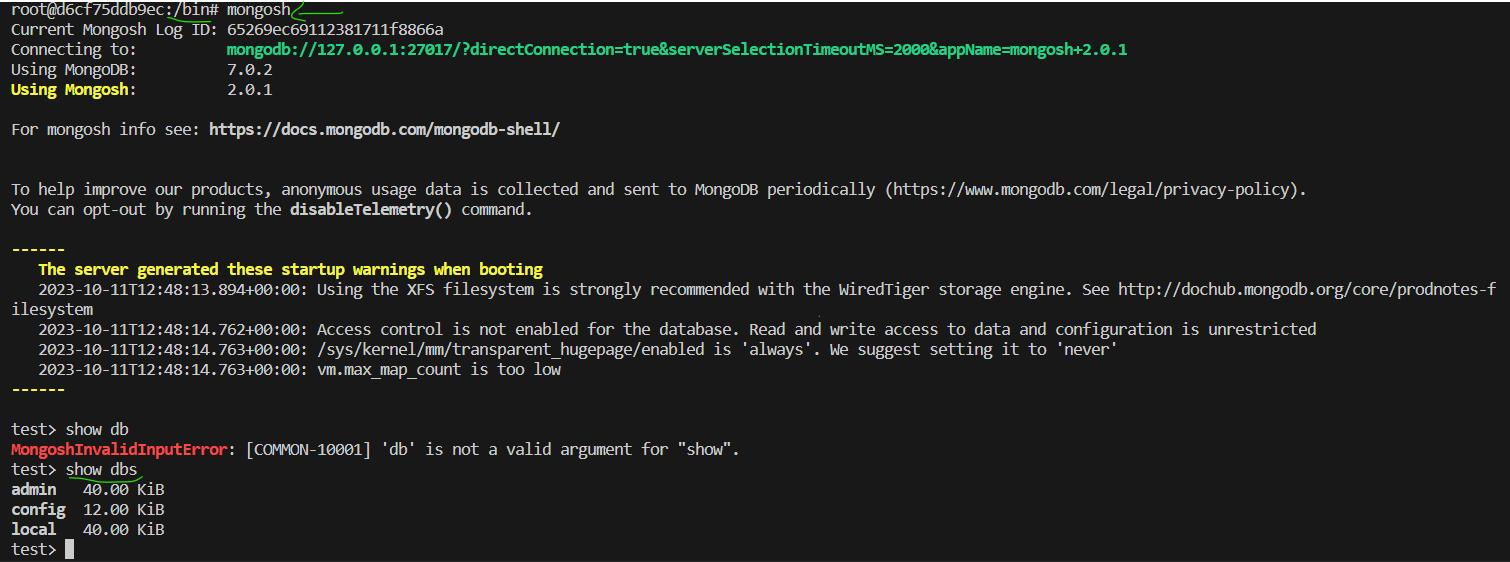 root@d6cf75ddb9ec:/bin# mongosh
Current Mongosh Log ID: 65269ec69112381711f8866a
Connecting to:          mongodb://127.0.0.1:27017/?directConnection=true&serverSelectionTimeoutMS=2000&appName=mongosh+2.0.1
Using MongoDB:          7.0.2
Using Mongosh:          2.0.1
For mongosh info see: https://docs.mongodb.com/mongodb-shell/
To help improve our products, anonymous usage data is collected and sent to MongoDB periodically (https://www.mongodb.com/legal/privacy-policy).
You can opt-out by running the disableTelemetry() command.
------
   The server generated these startup warnings when booting
   2023-10-11T12:48:13.894+00:00: Using the XFS filesystem is strongly recommended with the WiredTiger storage engine. See http://dochub.mongodb.org/core/prodnotes-f
ilesystem
   2023-10-11T12:48:14.762+00:00: Access control is not enabled for the database. Read and write access to data and configuration is unrestricted
   2023-10-11T12:48:14.763+00:00: /sys/kernel/mm/transparent_hugepage/enabled is 'always'. We suggest setting it to 'never'
   2023-10-11T12:48:14.763+00:00: vm.max_map_count is too low
------
test> show db
MongoshInvalidInputError: [COMMON-10001] 'db' is not a valid argument for "show".
test> show dbs
admin   40.00 KiB
config  12.00 KiB
local   40.00 KiB
test>